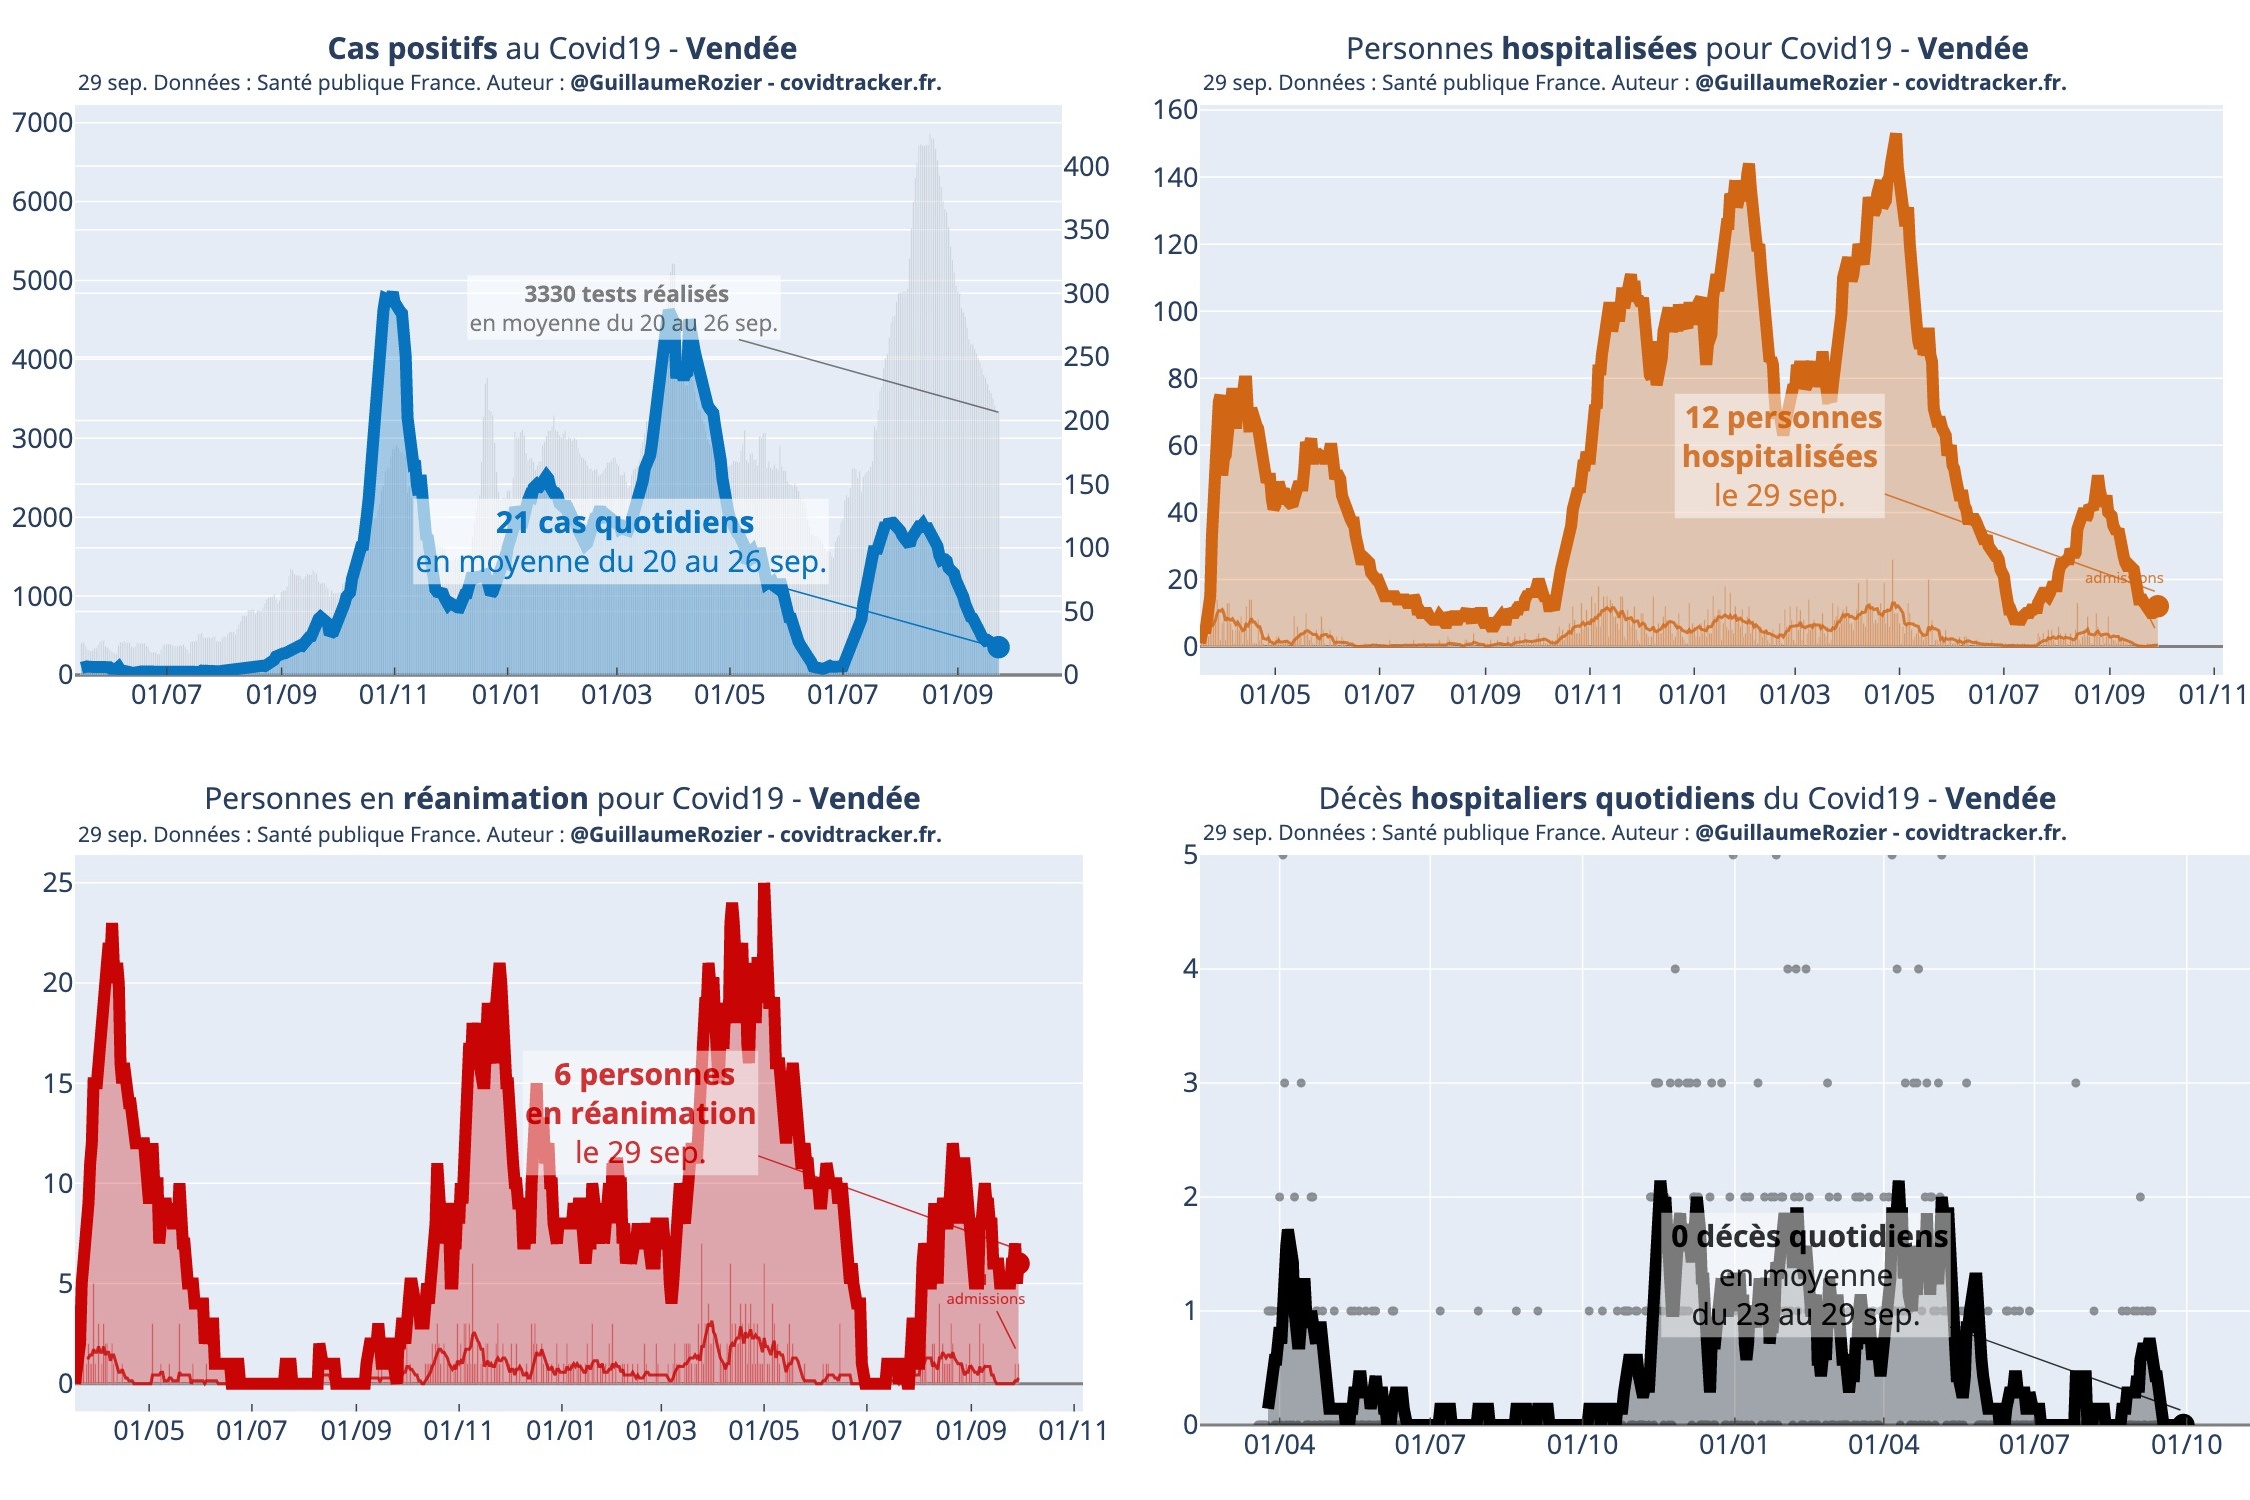 Cas positifs au Covid19 - Vendée
29 sep. Données : Santé publique France. Auteur : @GuillaumeRozier - covidtracker.fr.
7000
6000
5000
4000
3000
2000
1000
0
400
350
300
250
200
150
100
50
0
3330 tests réalisés
en moyenne du 20 au 26 sep.
21 cas quotidiens
en moyenne du 20 au 26 sep.
01/07 01/09 01/11 01/01 01/03 01/05 01/07 01/09
Personnes hospitalisées pour Covid19 - Vendée
29 sep. Données : Santé publique France. Auteur : @GuillaumeRozier - covidtracker.fr.
160
140
120
100
80
60
40
20
0
12 personnes
hospitalisées
le 29 sep.
admissions
01/05 01/07 01/09 01/11 01/01 01/03 01/05 01/07 01/09 01/11
Personnes en réanimation pour Covid19 - Vendée
29 sep. Données : Santé publique France. Auteur : @GuillaumeRozier - covidtracker.fr.
25
20
15
10
5
0
6 personnes
en réanimation
le 29 sep.
admissions
01/05 01/07 01/09 01/11 01/01 01/03 01/05 01/07 01/09 01/11
Décès hospitaliers quotidiens du Covid19 - Vendée
29 sep. Données : Santé publique France. Auteur : @GuillaumeRozier - covidtracker.fr.
5
4
3
2
1
0
0 décès quotidiens
en moyenne
du 23 au 29 sep.
01/04 01/07 01/10 01/01 01/04 01/07 01/10